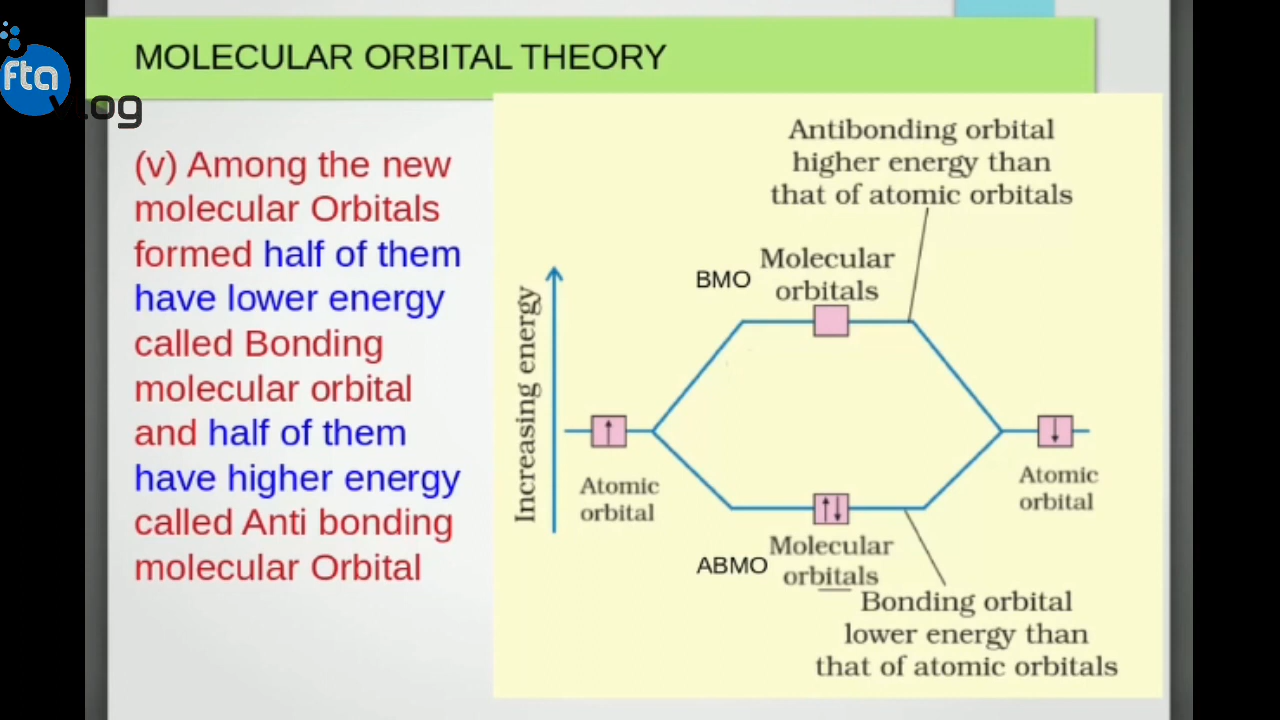 MOLECULAR ORBITAL THEORY
fta
vlog
(v) Among the new
molecular Orbitals
formed half of them
have lower energy
called Bonding
molecular orbital
and half of them
have higher energy
called Anti bonding
molecular Orbital
Antibonding orbital
higher energy than
that of atomic orbitals
BMO
Molecular
orbitals
Increasing energy
↑
↓
Atomic
orbital
Atomic
orbital
↑↓
ABMO
Molecular
orbitals
Bonding orbital
lower energy than
that of atomic orbitals